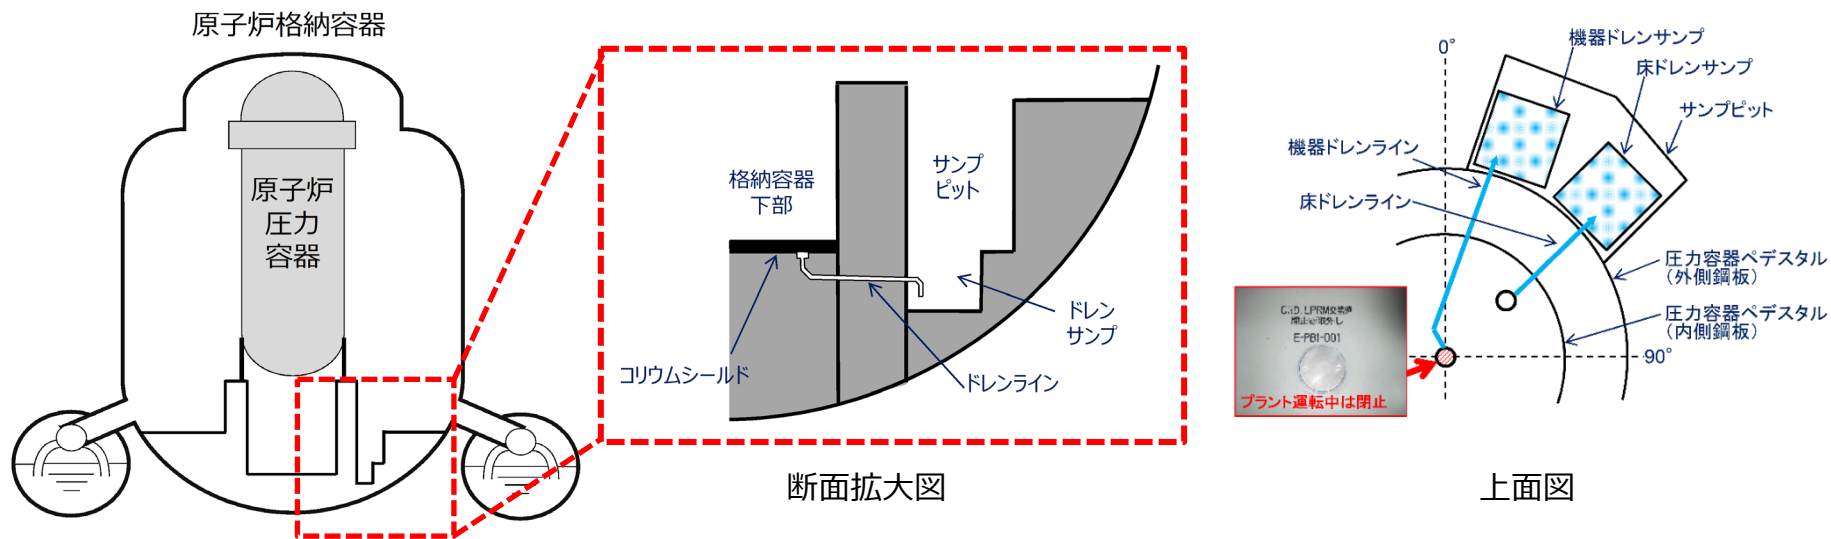 原子炉格納容器
原子炉
圧力
容器
格納容器
下部
サンプ
ピット
ドレン
サンプ
コリウムシールド
ドレンライン
断面拡大図
0°
機器ドレンサンプ
床ドレンサンプ
サンプピット
機器ドレンライン
床ドレンライン
圧力容器ペデスタル
(外側鋼板)
圧力容器ペデスタル
(内側鋼板)
90°
E-PBI-001
プラント運転中は閉止
上面図